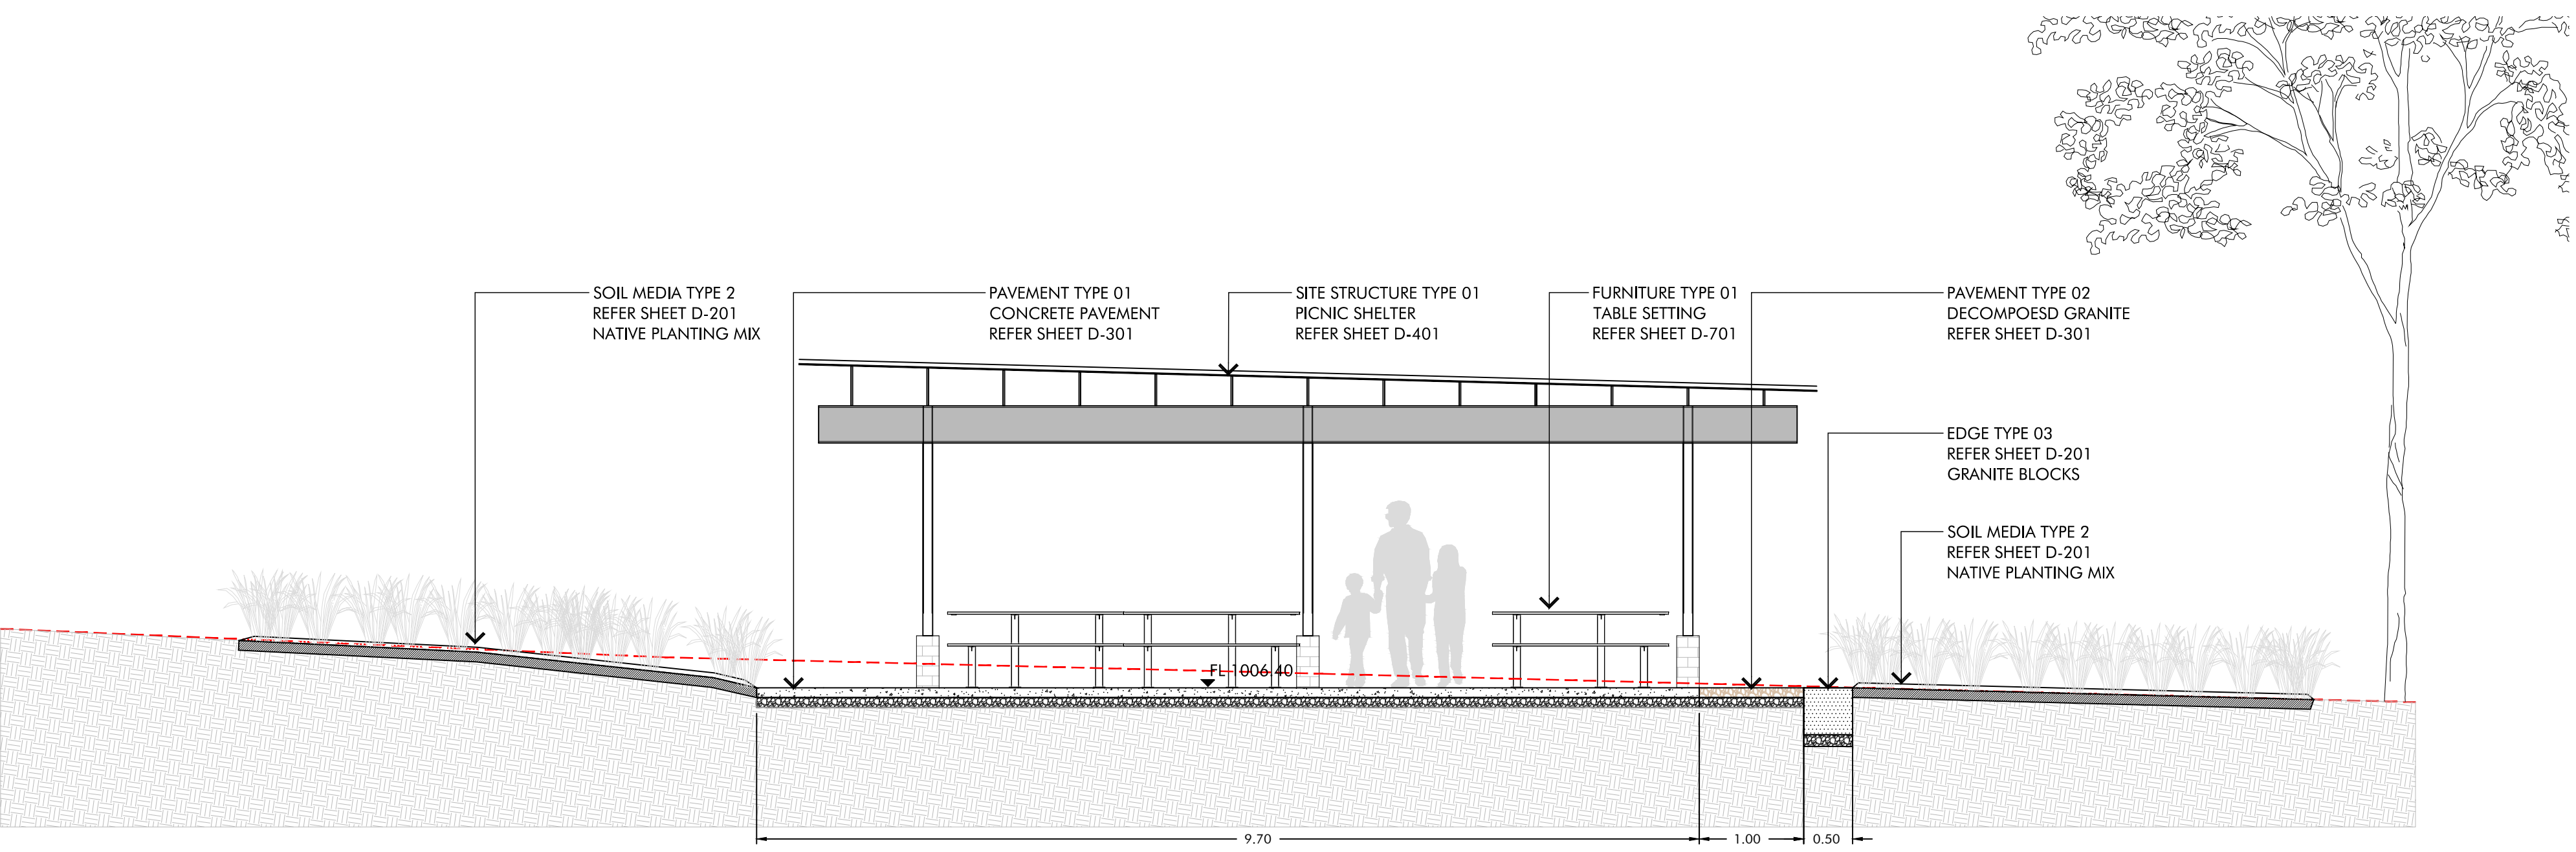 SOIL MEDIA TYPE 2
REFER SHEET D-201
NATIVE PLANTING MIX
PAVEMENT TYPE 01
CONCRETE PAVEMENT
REFER SHEET D-301
SITE STRUCTURE TYPE 01
PICNIC SHELTER
REFER SHEET D-401
FURNITURE TYPE 01
TABLE SETTING
REFER SHEET D-701
PAVEMENT TYPE 02
DECOMPOESD GRANITE
REFER SHEET D-301
EDGE TYPE 03
REFER SHEET D-201
GRANITE BLOCKS
SOIL MEDIA TYPE 2
REFER SHEET D-201
NATIVE PLANTING MIX
FL 1006.40
9.70
1.00
0.50